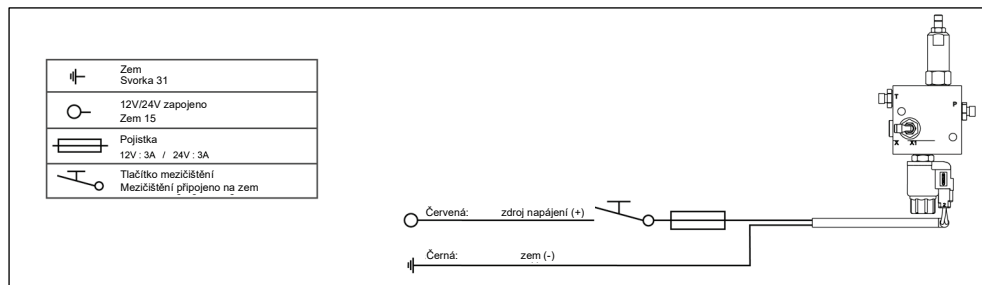 Zem
Svorka 31
12V/24V zapojeno
Zem 15
Pojistka
12V : 3A / 24V : 3A
Tlačítko mezičištění
Mezičištění připojeno na zem
T
P
X X1
Červená: zdroj napájení (+)
Černá: zem (-)